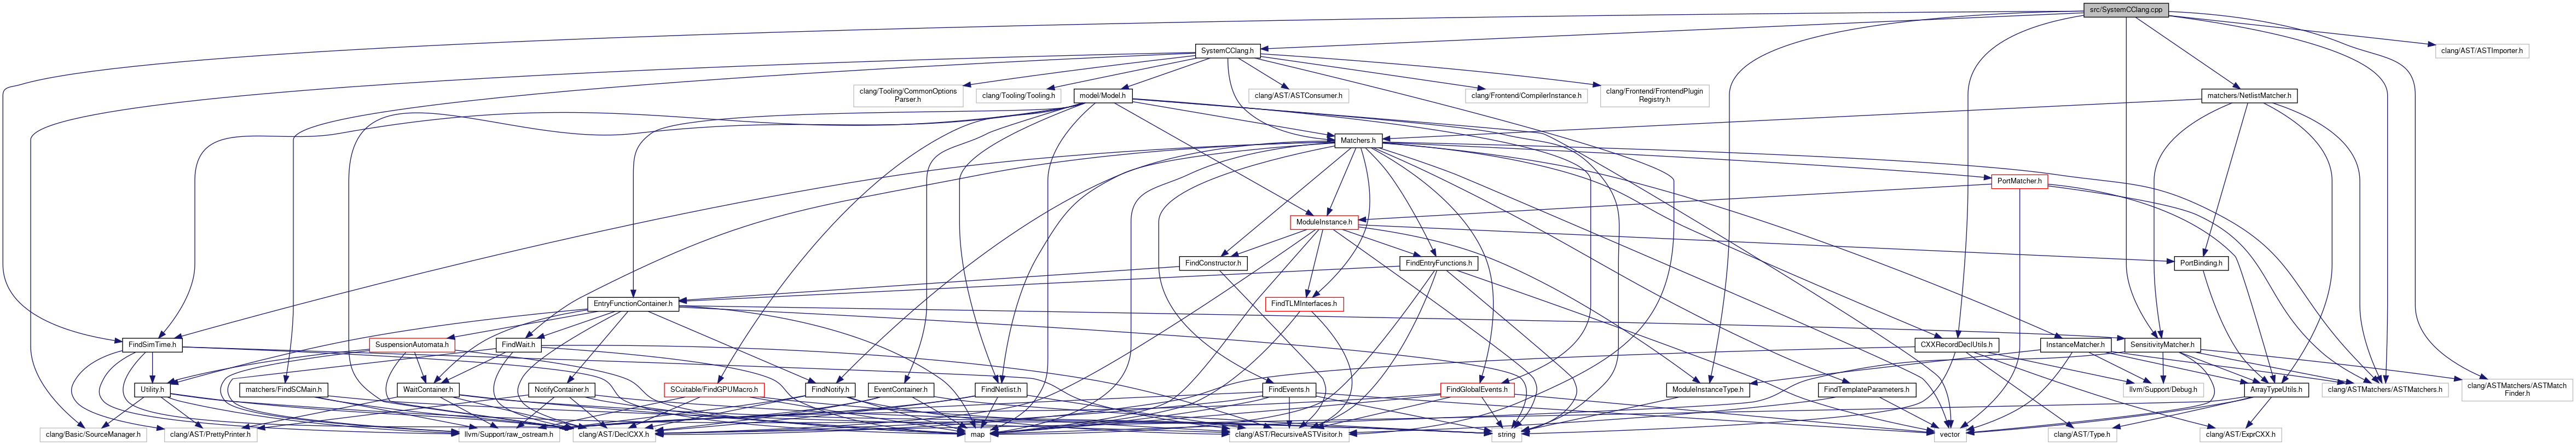 src/SystemCClang.cpp
SystemCClang.h
clang/AST/ASTImporter.h
clang/Tooling/CommonOptions
Parser.h
clang/Tooling/Tooling.h
model/Model.h
clang/AST/ASTConsumer.h
clang/Frontend/CompilerInstance.h
clang/Frontend/FrontendPlugin
Registry.h
matchers/NetlistMatcher.h
Matchers.h
PortMatcher.h
ModuleInstance.h
FindConstructor.h
FindEntryFunctions.h
PortBinding.h
EntryFunctionContainer.h
FindTLMInterfaces.h
FindSimTime.h
SuspensionAutomata.h
FindWait.h
CXXRecordDeclUtils.h
InstanceMatcher.h
SensitivityMatcher.h
Utility.h
matchers/FindSCMain.h
WaitContainer.h
NotifyContainer.h
SCuitable/FindGPUMacro.h
FindNotify.h
EventContainer.h
FindNetlist.h
FindEvents.h
FindGlobalEvents.h
ModuleInstanceType.h
FindTemplateParameters.h
llvm/Support/Debug.h
ArrayTypeUtils.h
clang/ASTMatchers/ASTMatchers.h
clang/ASTMatchers/ASTMatch
Finder.h
clang/Basic/SourceManager.h
clang/AST/PrettyPrinter.h
llvm/Support/raw_ostream.h
clang/AST/DeclCXX.h
map
clang/AST/RecursiveASTVisitor.h
string
vector
clang/AST/Type.h
clang/AST/ExprCXX.h